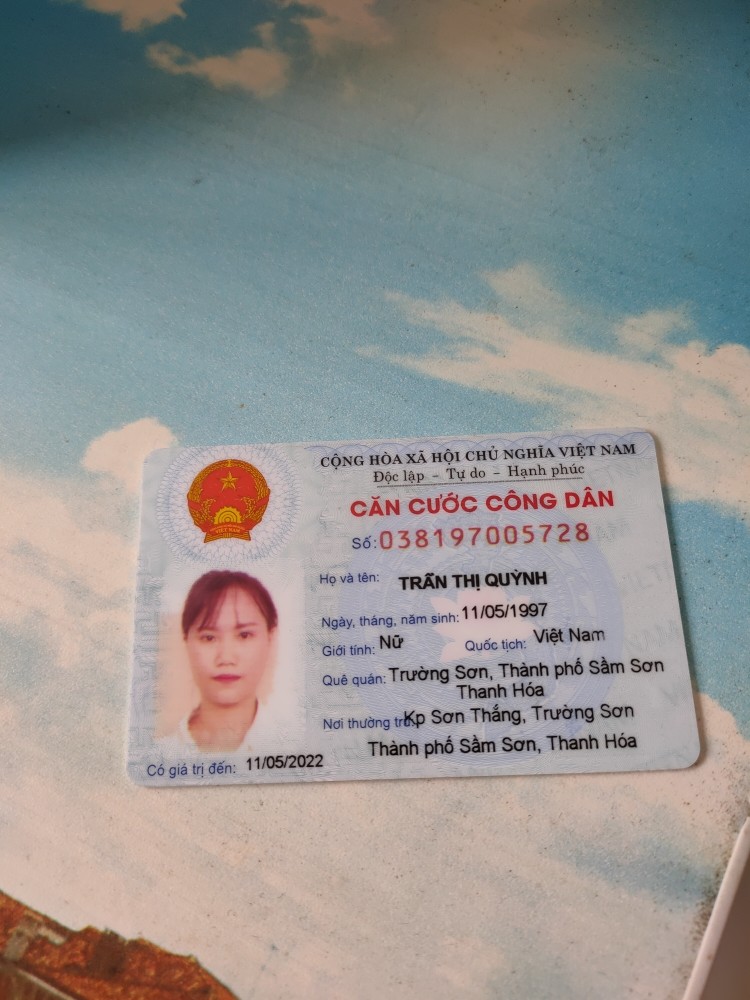 CỘNG HÒA XÃ HỘI CHỦ NGHĨA VIỆT NAM
Độc lập – Tự do – Hạnh phúc
CĂN CƯỚC CÔNG DÂN
Số: 038197005728
Họ và tên: TRẦN THỊ QUỲNH
Ngày, tháng, năm sinh: 11/05/1997
Giới tính: Nữ Quốc tịch: Việt Nam
Quê quán: Trường Sơn, Thành phố Sầm Sơn
Thanh Hóa
Nơi thường trú: Kp Sơn Thắng, Trường Sơn
Thành phố Sầm Sơn, Thanh Hóa
Có giá trị đến: 11/05/2022
VIỆT NAM